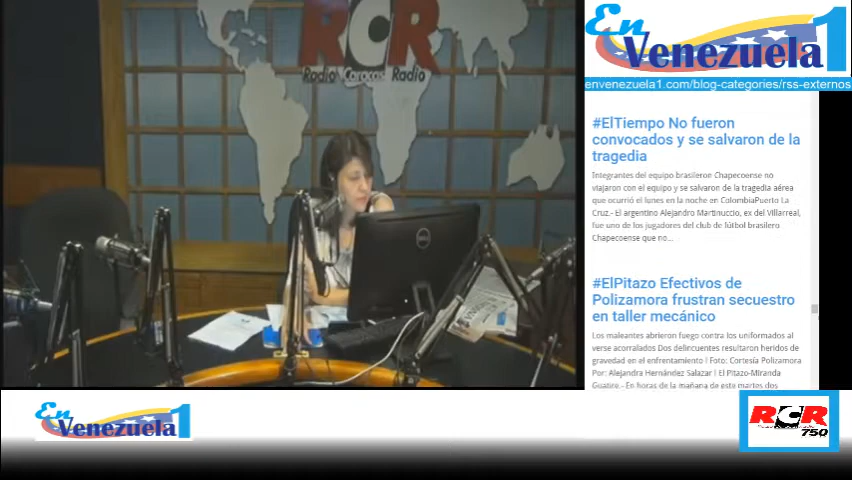 RCR
Radio Caracas Radio
DELL
En
Venezuela 1
envenezuela1.com/blog-categories/rss-externos
#ElTiempo No fueron
convocados y se salvaron de la
tragedia
Integrantes del equipo brasileron Chapecoense no
viajaron con el equipo y se salvaron de la tragedia aérea
que ocurrió el lunes en la noche en ColombiaPuerto La
Cruz.- El argentino Alejandro Martinuccio, ex del Villarreal,
fue uno de los jugadores del club de fútbol brasilero
Chapecoense que no...
#ElPitazo Efectivos de
Polizamora frustran secuestro
en taller mecánico
Los maleantes abrieron fuego contra los uniformados al
verse acorralados Dos delincuentes resultaron heridos de
gravedad en el enfrentamiento l Foto: Cortesía Polizamora
Por: Alejandra Hernández Salazar l El Pitazo-Miranda
Guatire.- En horas de la mañana de este martes dos
En
Venezuela 1
RCR
750